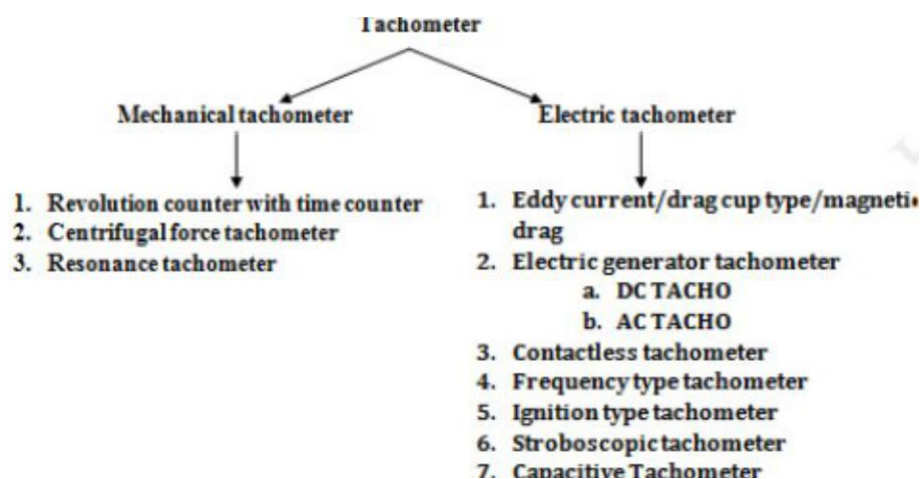 Tachometer
Mechanical tachometer
Electric tachometer
1. Revolution counter with time counter
2. Centrifugal force tachometer
3. Resonance tachometer
1. Eddy current/drag cup type/magneti
drag
2. Electric generator tachometer
a. DC TACHO
b. AC TACHO
3. Contactless tachometer
4. Frequency type tachometer
5. Ignition type tachometer
6. Stroboscopic tachometer
7. Capacitive Tachometer